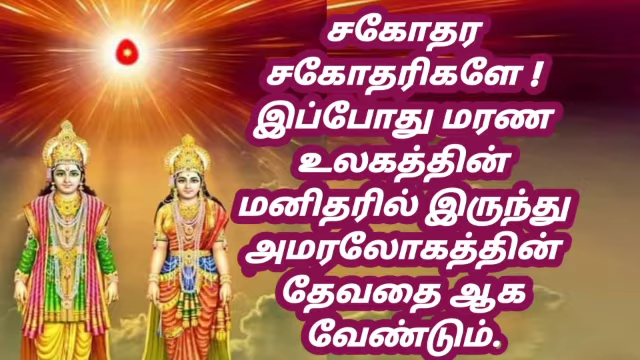 சகோதர
சகோதரிகளே !
இப்போது மரண
உலகத்தின்
மனிதரில் இருந்து
அமரலோகத்தின்
தேவதை ஆக
வேண்டும்.